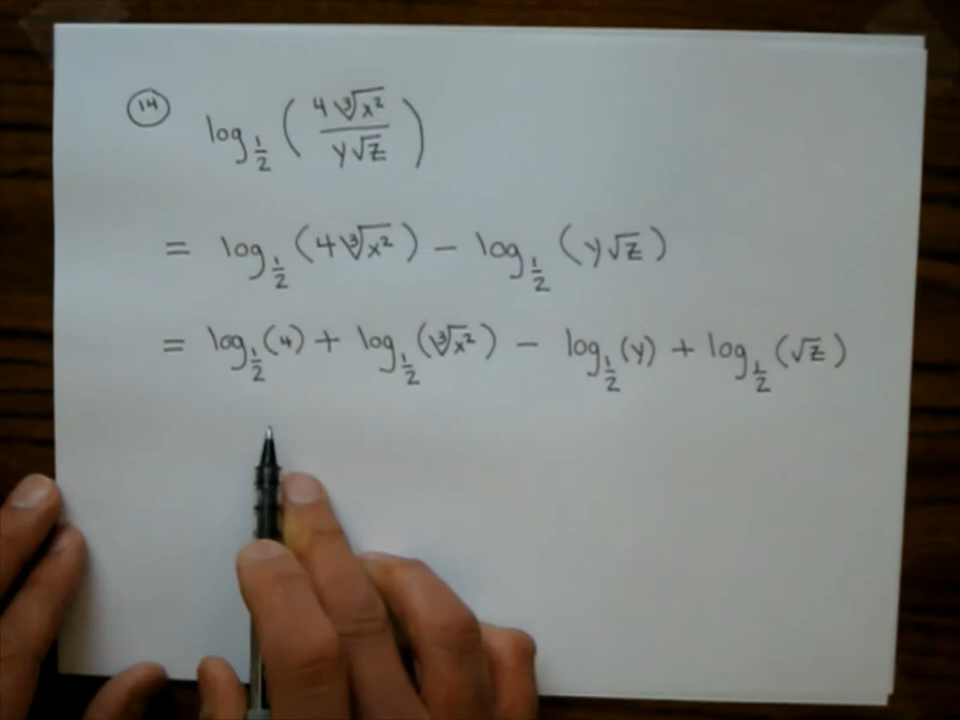 14 log_{1/2} ( 4∛x² / y√z )
= log_{1/2} (4∛x²) − log_{1/2} (y√z)
= log_{1/2} (4) + log_{1/2} (∛x²) − log_{1/2} (y) + log_{1/2} (√z)